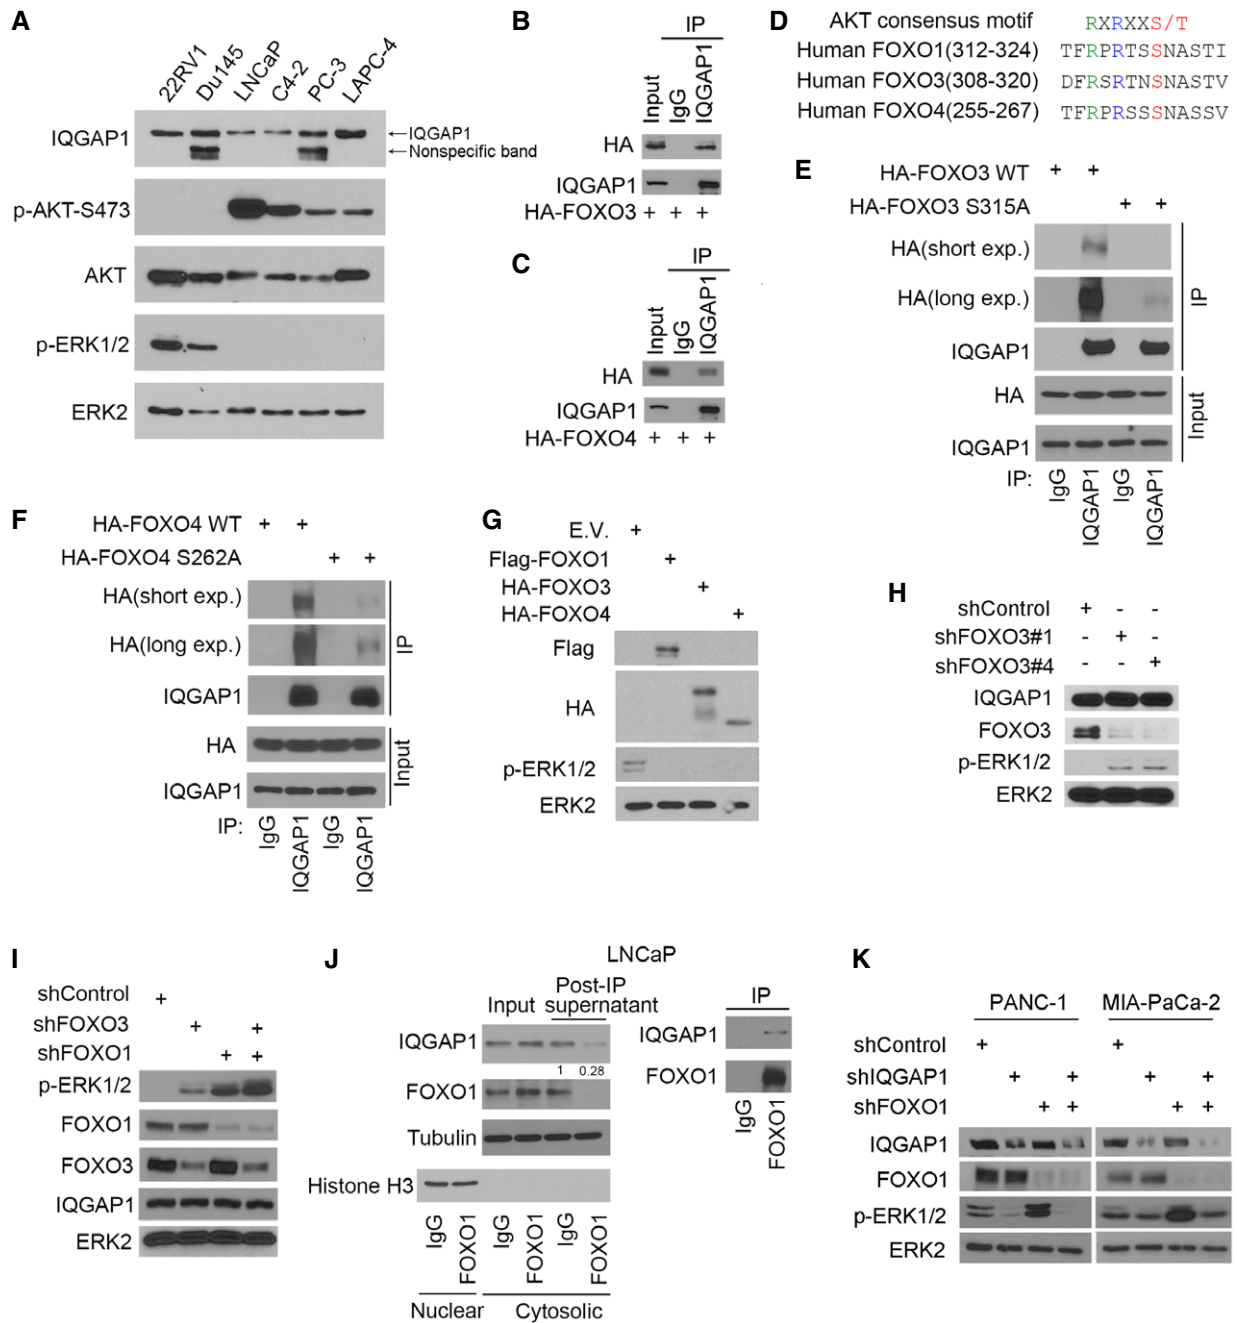 A
22RV1 Du145 LNCaP C4-2 PC-3 LAPC-4
IQGAP1
←IQGAP1
←Nonspecific band
p-AKT-S473
AKT
p-ERK1/2
ERK2
B
IP
Input IgG IQGAP1
HA
IQGAP1
HA-FOXO3 + + +
C
IP
Input IgG IQGAP1
HA
IQGAP1
HA-FOXO4 + + +
D
AKT consensus motif RXRXXS/T
Human FOXO1(312-324) TFRPRTSSNASTI
Human FOXO3(308-320) DFRSRTNSNASTV
Human FOXO4(255-267) TFRPRSSSNASSV
E
HA-FOXO3 WT + +
HA-FOXO3 S315A + +
HA(short exp.)
HA(long exp.)
IQGAP1
IP
HA
IQGAP1
Input
IP: IgG IQGAP1 IgG IQGAP1
F
HA-FOXO4 WT + +
HA-FOXO4 S262A + +
HA(short exp.)
HA(long exp.)
IQGAP1
IP
HA
IQGAP1
Input
IP: IgG IQGAP1 IgG IQGAP1
G
E.V. +
Flag-FOXO1 +
HA-FOXO3 +
HA-FOXO4 +
Flag
HA
p-ERK1/2
ERK2
H
shControl + - -
shFOXO3#1 - + -
shFOXO3#4 - - +
IQGAP1
FOXO3
p-ERK1/2
ERK2
I
shControl +
shFOXO3 + +
shFOXO1 + +
p-ERK1/2
FOXO1
FOXO3
IQGAP1
ERK2
J
LNCaP
Input Post-IP supernatant
IQGAP1
1 0.28
FOXO1
Tubulin
Histone H3
IgG FOXO1 IgG FOXO1 IgG FOXO1
Nuclear Cytosolic
IP
IQGAP1
FOXO1
IgG FOXO1
K
PANC-1 MIA-PaCa-2
shControl + +
shIQGAP1 + + + +
shFOXO1 + + + +
IQGAP1
FOXO1
p-ERK1/2
ERK2